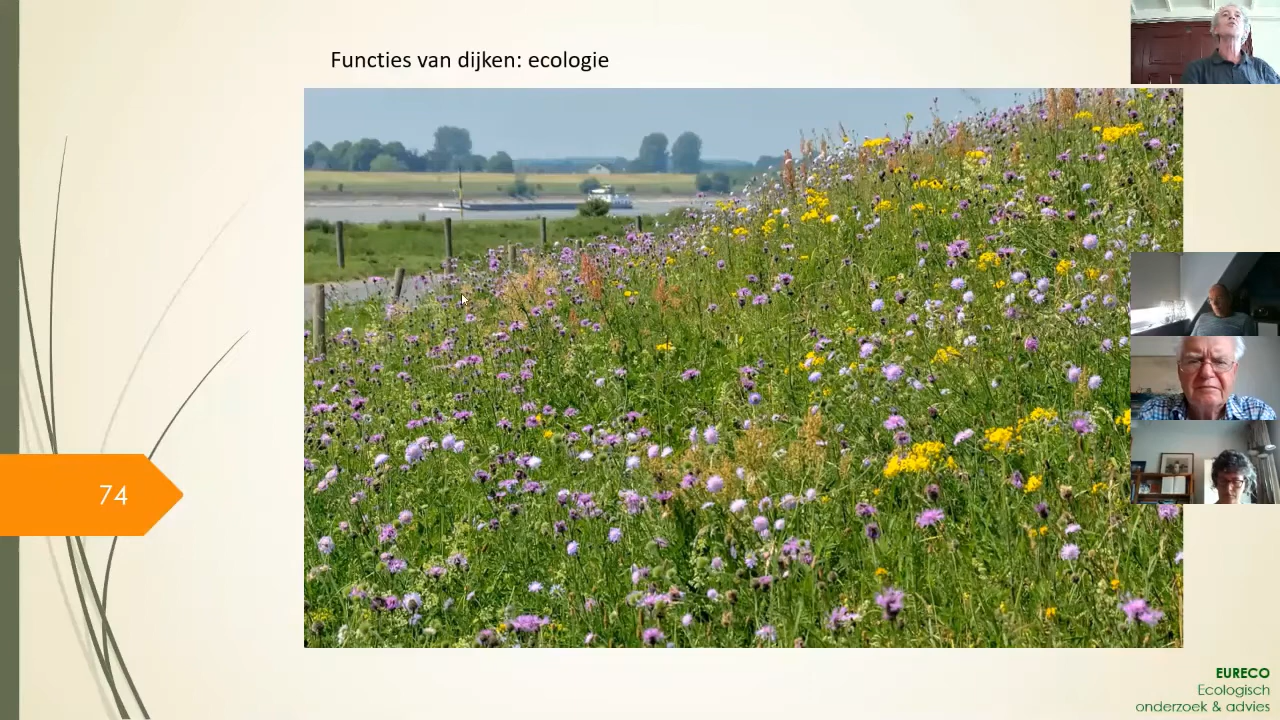 Functies van dijken: ecologie
74
EURECO
Ecologisch
onderzoek & advies